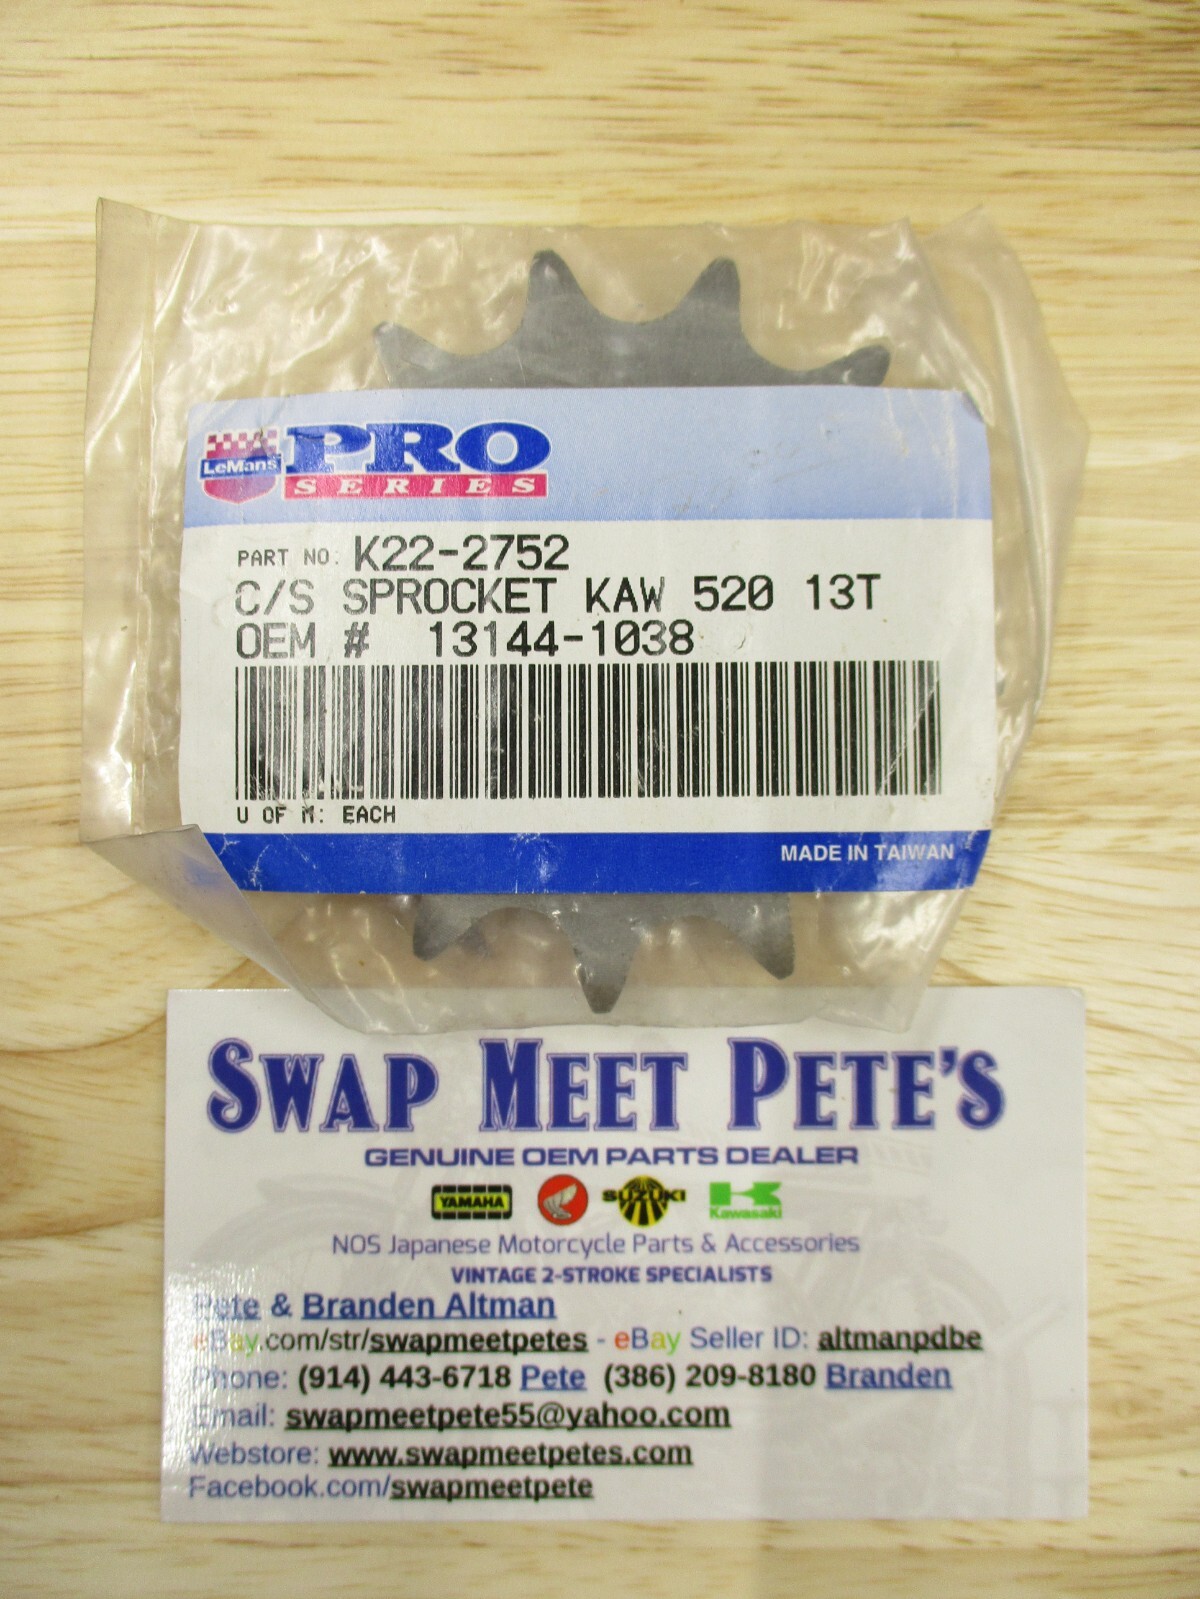 LeMans PRO
SERIES
PART NO. K22-2752
C/S SPROCKET KAW 520 13T
OEM # 13144-1038
U OF M: EACH
MADE IN TAIWAN
SWAP MEET PETE'S
GENUINE OEM PARTS DEALER
YAMAHA SUZUKI Kawasaki
NOS Japanese Motorcycle Parts & Accessories
VINTAGE 2-STROKE SPECIALISTS
Pete & Branden Altman
eBay.com/str/swapmeetpetes - eBay Seller ID: altmanpdbe
Phone: (914) 443-6718 Pete (386) 209-8180 Branden
Email: swapmeetpete55@yahoo.com
Webstore: www.swapmeetpetes.com
Facebook.com/swapmeetpete